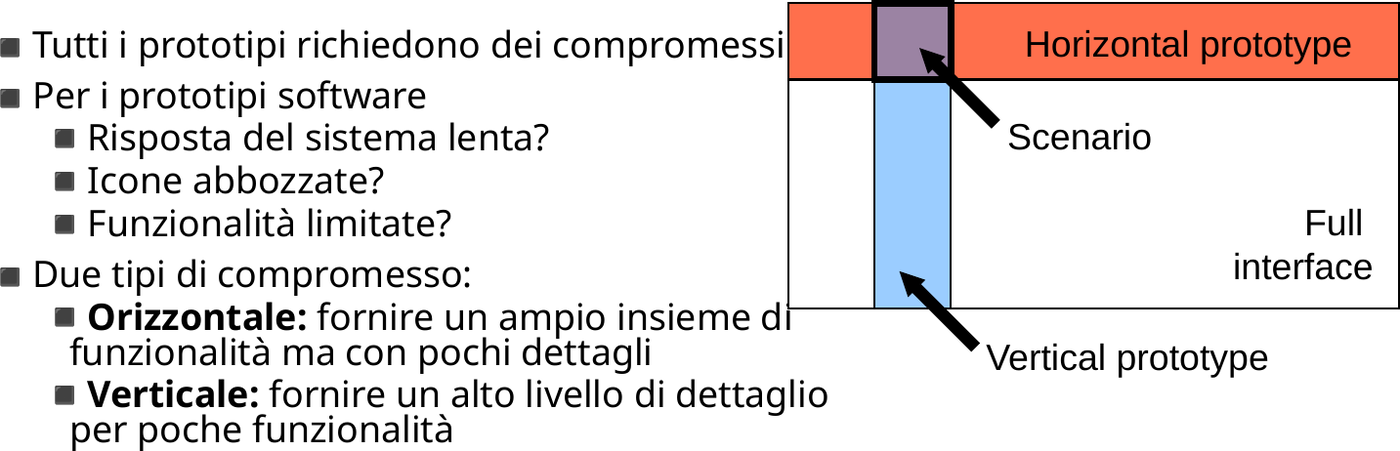 Tutti i prototipi richiedono dei compromessi
Per i prototipi software
Risposta del sistema lenta?
Icone abbozzate?
Funzionalità limitate?
Due tipi di compromesso:
Orizzontale: fornire un ampio insieme di
funzionalità ma con pochi dettagli
Verticale: fornire un alto livello di dettaglio
per poche funzionalità
Horizontal prototype
Scenario
Full
interface
Vertical prototype